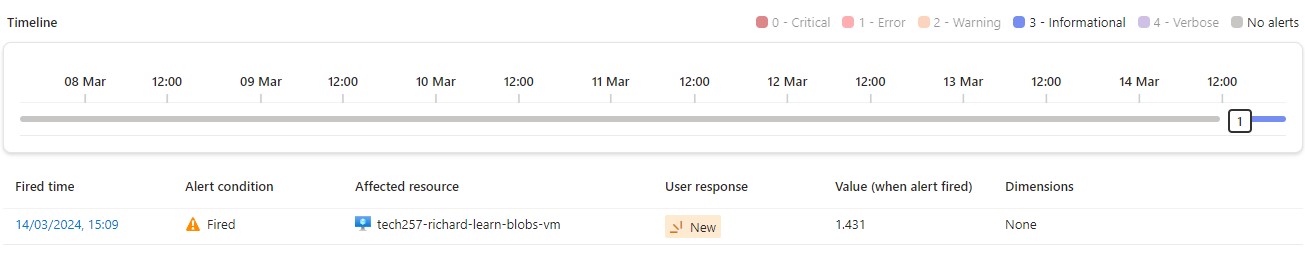 Timeline 0 - Critical 1 - Error 2 - Warning 3 - Informational 4 - Verbose No alerts
08 Mar 12:00 09 Mar 12:00 10 Mar 12:00 11 Mar 12:00 12 Mar 12:00 13 Mar 12:00 14 Mar 12:00
1
Fired time Alert condition Affected resource User response Value (when alert fired) Dimensions
14/03/2024, 15:09 Fired tech257-richard-learn-blobs-vm New 1.431 None